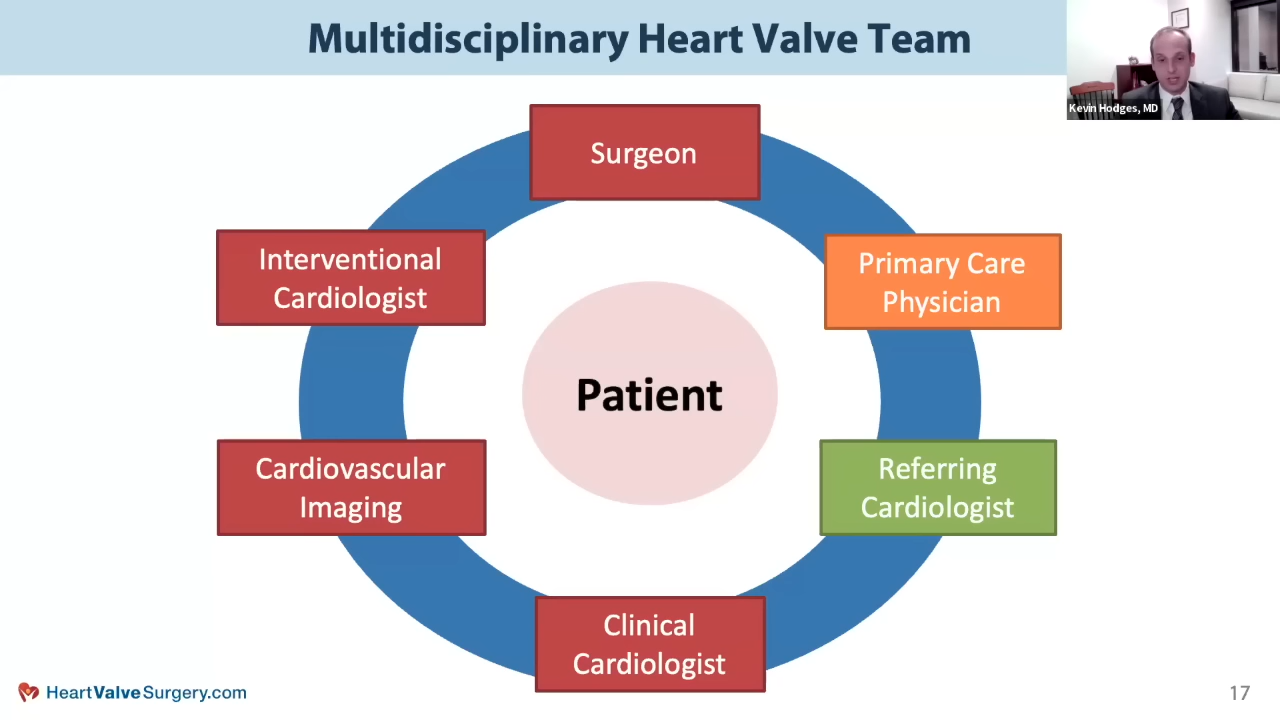 Multidisciplinary Heart Valve Team
Kevin Hodges, MD
Surgeon
Interventional
Cardiologist
Primary Care
Physician
Patient
Cardiovascular
Imaging
Referring
Cardiologist
Clinical
Cardiologist
HeartValveSurgery.com
17